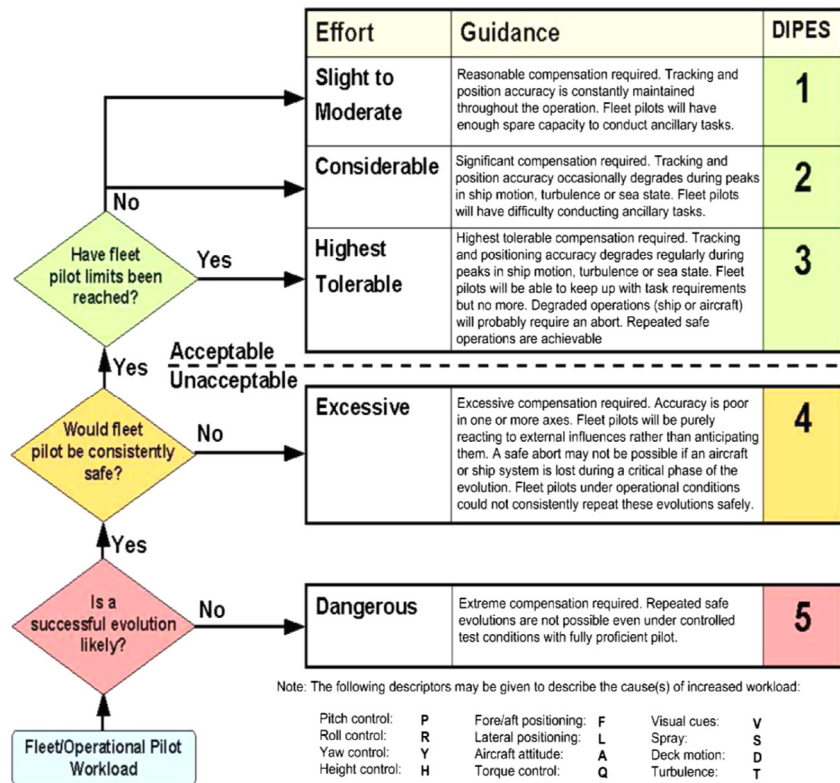 Effort
Guidance
DIPES
Slight to
Moderate
Reasonable compensation required. Tracking and
position accuracy is constantly maintained
throughout the operation. Fleet pilots will have
enough spare capacity to conduct ancillary tasks.
1
Considerable
Significant compensation required. Tracking and
position accuracy occasionally degrades during peaks
in ship motion, turbulence or sea state. Fleet pilots
will have difficulty conducting ancillary tasks.
2
No
Have fleet
pilot limits been
reached?
Yes
Highest
Tolerable
Highest tolerable compensation required. Tracking
and positioning accuracy degrades regularly during
peaks in ship motion, turbulence or sea state. Fleet
pilots will be able to keep up with task requirements
but no more. Degraded operations (ship or aircraft)
will probably require an abort. Repeated safe
operations are achievable
3
Yes
Acceptable
Unacceptable
Would fleet
pilot be consistently
safe?
No
Excessive
Excessive compensation required. Accuracy is poor
in one or more axes. Fleet pilots will be purely
reacting to external influences rather than anticipating
them. A safe abort may not be possible if an aircraft
or ship system is lost during a critical phase of the
evolution. Fleet pilots under operational conditions
could not consistently repeat these evolutions safely.
4
Yes
Is a
successful evolution
likely?
No
Dangerous
Extreme compensation required. Repeated safe
evolutions are not possible even under controlled
test conditions with fully proficient pilot.
5
Fleet/Operational Pilot
Workload
Note: The following descriptors may be given to describe the cause(s) of increased workload:
Pitch control: P Fore/aft positioning: F Visual cues: V
Roll control: R Lateral positioning: L Spray: S
Yaw control: Y Aircraft attitude: A Deck motion: D
Height control: H Torque control: Q Turbulence: T